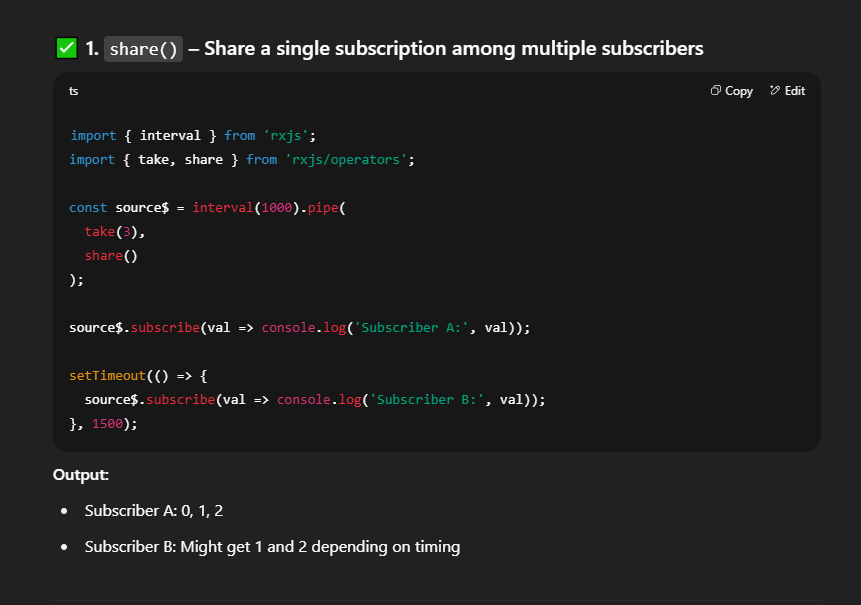 ✅ 1. share() – Share a single subscription among multiple subscribers
ts Copy Edit
import { interval } from 'rxjs';
import { take, share } from 'rxjs/operators';
const source$ = interval(1000).pipe(
take(3),
share()
);
source$.subscribe(val => console.log('Subscriber A:', val));
setTimeout(() => {
source$.subscribe(val => console.log('Subscriber B:', val));
}, 1500);
Output:
• Subscriber A: 0, 1, 2
• Subscriber B: Might get 1 and 2 depending on timing